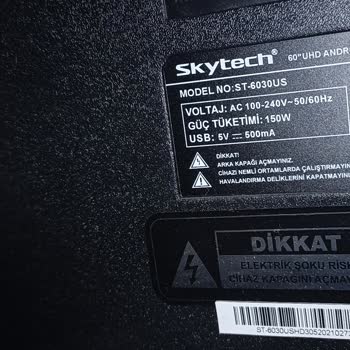 skytech 60"UHD ANDR
MODEL NO:ST-6030US
VOLTAJ: AC 100-240V~50/60Hz
GÜÇ TÜKETİMİ: 150W
USB: 5V ⎓ 500mA
DİKKAT!
ARKA KAPAĞI AÇMAYINIZ.
CİHAZI NEMLİ ORTAMLARDA ÇALIŞTIRMAYIN
HAVALANDIRMA DELİKLERİNİ KAPATMAYIN
DİKKAT
ELEKTRİK ŞOKU RİSK
CİHAZ KAPAĞINI AÇMA
ST-6030USHD3052021027